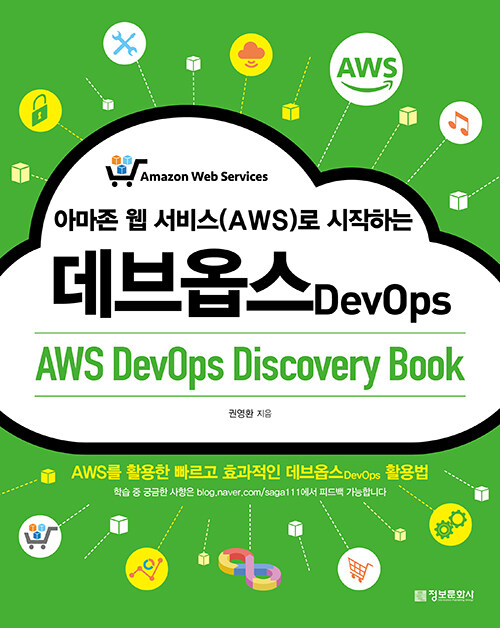 AWS
Amazon Web Services
아마존 웹 서비스(AWS)로 시작하는
데브옵스DevOps
AWS DevOps Discovery Book
권영환 지음
AWS를 활용한 빠르고 효과적인 데브옵스DevOps 활용법
학습 중 궁금한 사항은 blog.naver.com/saga111에서 피드백 가능합니다
정보문화사